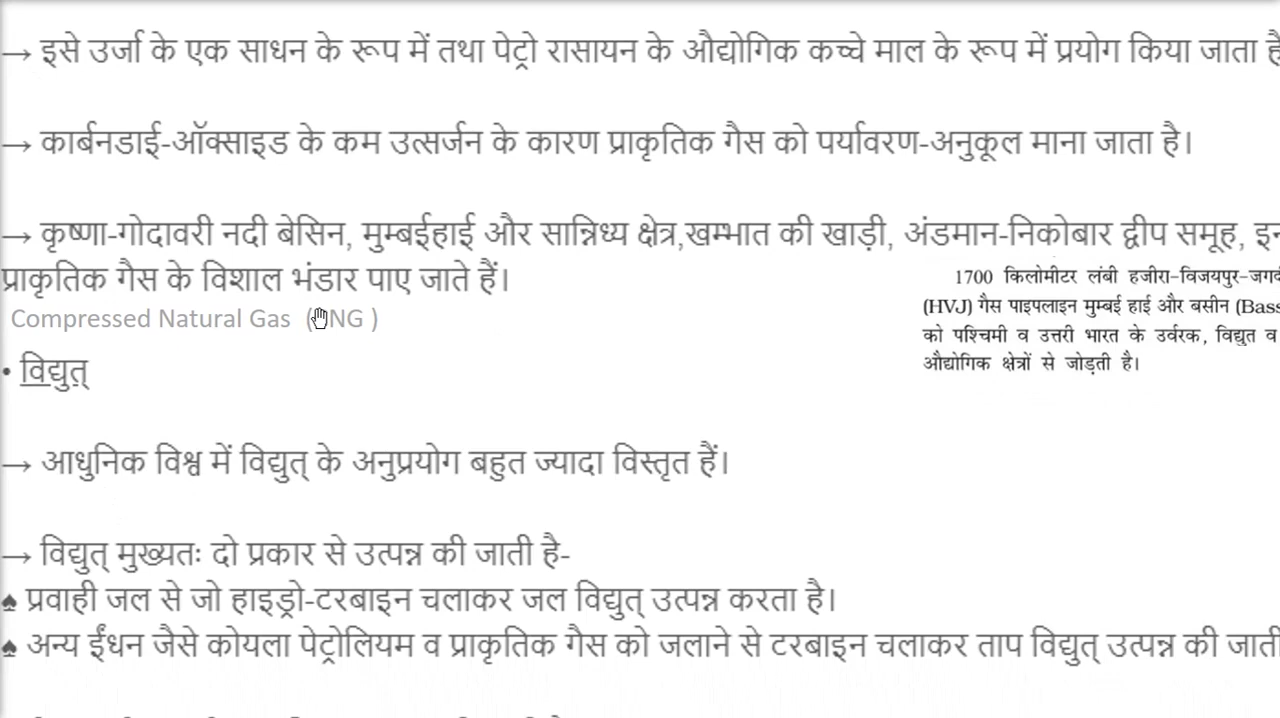 → इसे उर्जा के एक साधन के रूप में तथा पेट्रो रासायन के औद्योगिक कच्चे माल के रूप में प्रयोग किया जाता है
→ कार्बनडाई-ऑक्साइड के कम उत्सर्जन के कारण प्राकृतिक गैस को पर्यावरण-अनुकूल माना जाता है।
→ कृष्णा-गोदावरी नदी बेसिन, मुम्बईहाई और सान्निध्य क्षेत्र,खम्भात की खाड़ी, अंडमान-निकोबार द्वीप समूह,
प्राकृतिक गैस के विशाल भंडार पाए जाते हैं।
1700 किलोमीटर लंबी हजीरा-विजयपुर-
(HVJ) गैस पाइपलाइन मुम्बई हाई और बसीन
को पश्चिमी व उत्तरी भारत के उर्वरक, विद्युत व
औद्योगिक क्षेत्रों से जोड़ती है।
Compressed Natural Gas
• विद्युत्
→ आधुनिक विश्व में विद्युत् के अनुप्रयोग बहुत ज्यादा विस्तृत हैं।
→ विद्युत् मुख्यतः दो प्रकार से उत्पन्न की जाती है-
♠ प्रवाही जल से जो हाइड्रो-टरबाइन चलाकर जल विद्युत् उत्पन्न करता है।
♠ अन्य ईंधन जैसे कोयला पेट्रोलियम व प्राकृतिक गैस को जलाने से टरबाइन चलाकर ताप विद्युत् उत्पन्न की जाती